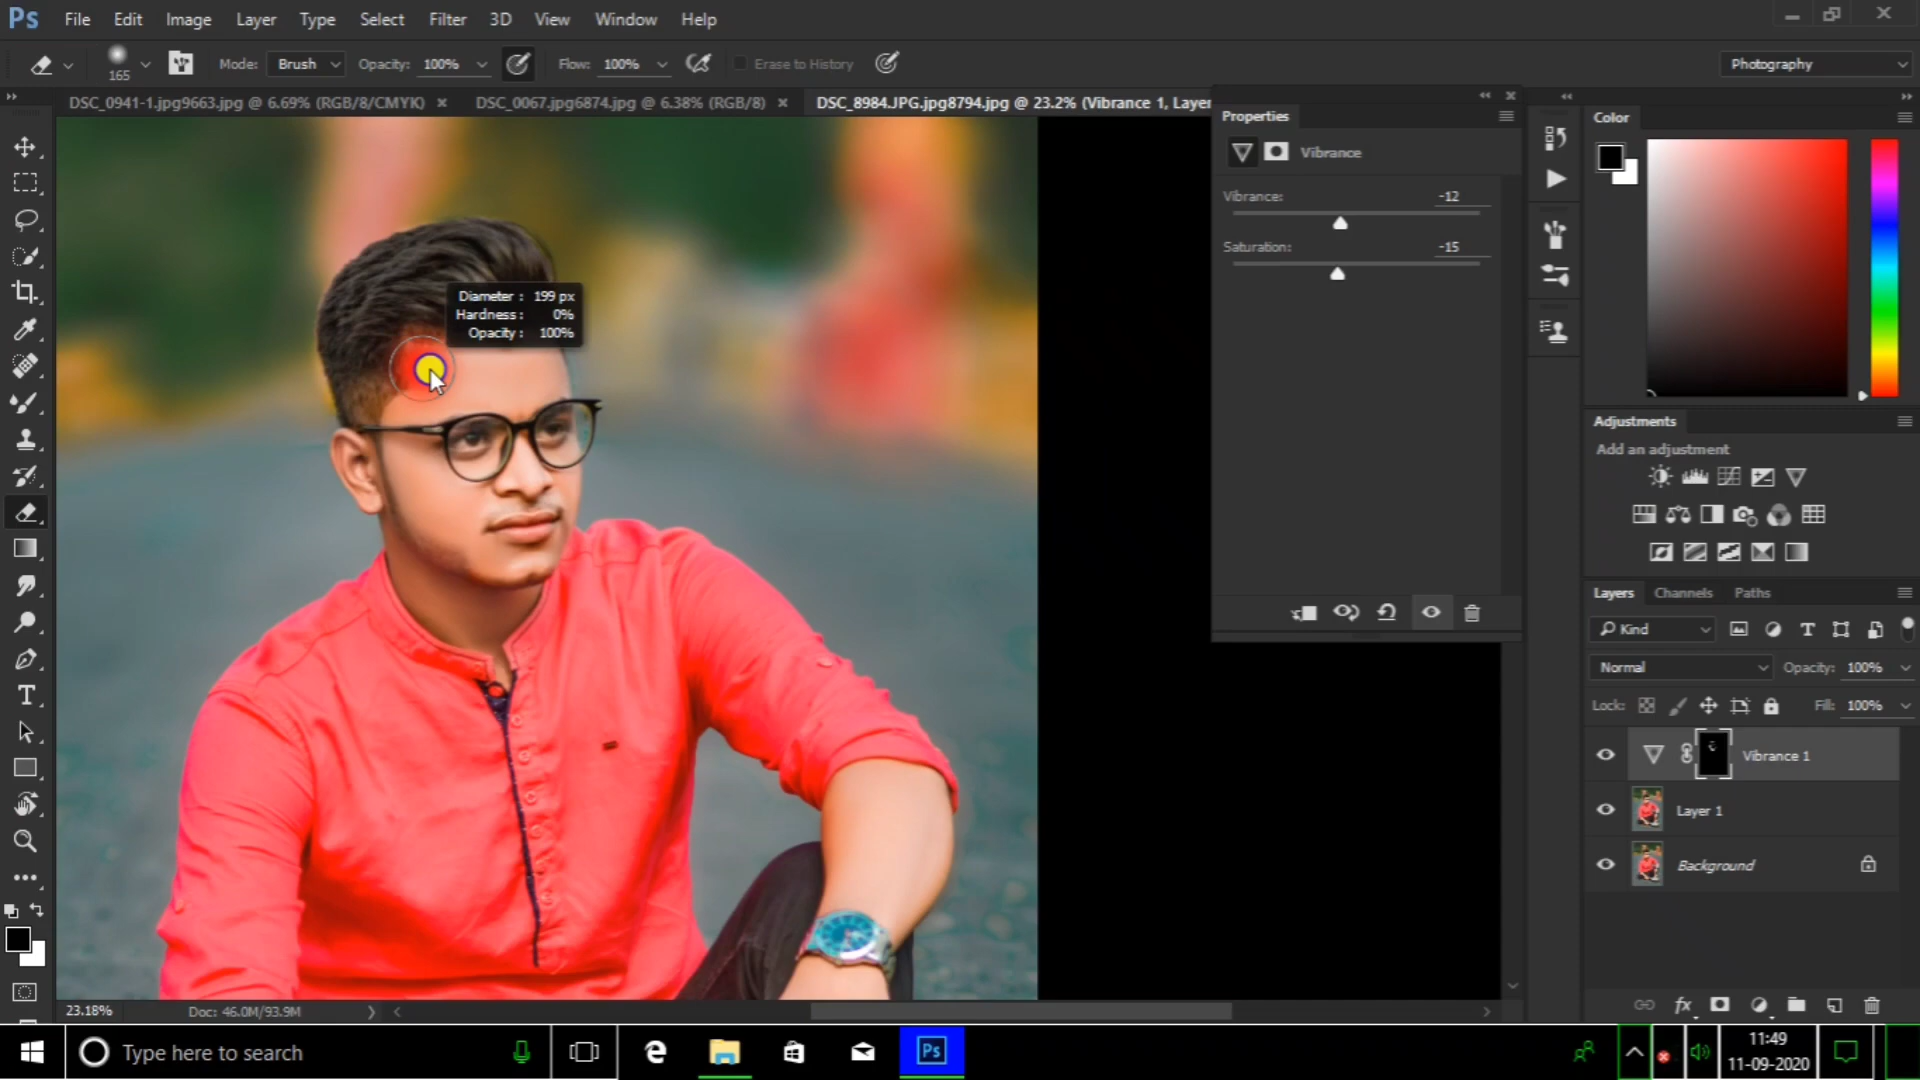 Ps File Edit Image Layer Type Select Filter 3D View Window Help
165 Mode: Brush Opacity: 100% Flow: 100% Erase to History Photography
DSC_0941-1.jpg9663.jpg @ 6.69% (RGB/8/CMYK) × DSC_0067.jpg6874.jpg @ 6.38% (RGB/8) × DSC_8984.JPG.jpg8794.jpg @ 23.2% (Vibrance 1, Layer
Properties
Vibrance
Vibrance: -12
Saturation: -15
Diameter : 199 px
Hardness : 0%
Opacity : 100%
Color
Adjustments
Add an adjustment
Layers Channels Paths
Kind
Normal Opacity: 100%
Lock: Fill: 100%
Vibrance 1
Layer 1
Background
fx
23.18% Doc: 46.0M/93.9M
Type here to search
Ps
11:49
11-09-2020